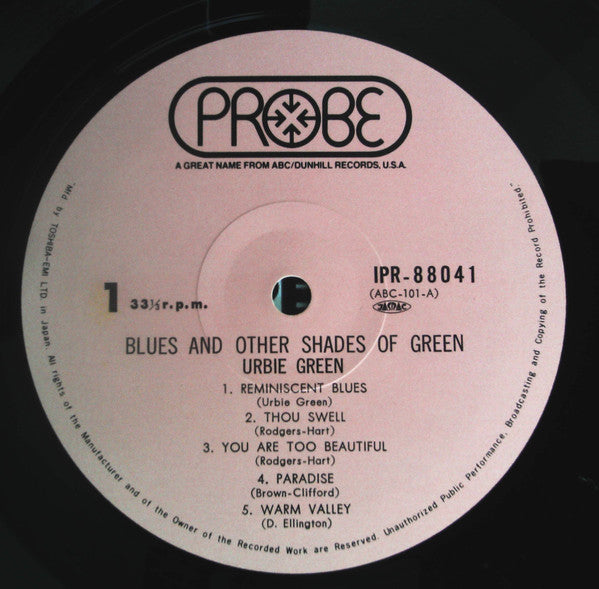 PROBE
A GREAT NAME FROM ABC/DUNHILL RECORDS, U.S.A.
1 33⅓ r.p.m.
IPR-88041
(ABC-101-A)
JASRAC
BLUES AND OTHER SHADES OF GREEN
URBIE GREEN
1. REMINISCENT BLUES
(Urbie Green)
2. THOU SWELL
(Rodgers-Hart)
3. YOU ARE TOO BEAUTIFUL
(Rodgers-Hart)
4. PARADISE
(Brown-Clifford)
5. WARM VALLEY
(D. Ellington)
"Mfd by TOSHIBA-EMI LTD. in Japan. All rights of the Manufacturer and of the Owner of the Recorded Work are Reserved. Unauthorized Public Performance, Broadcasting and Copying of the Record Prohibited."